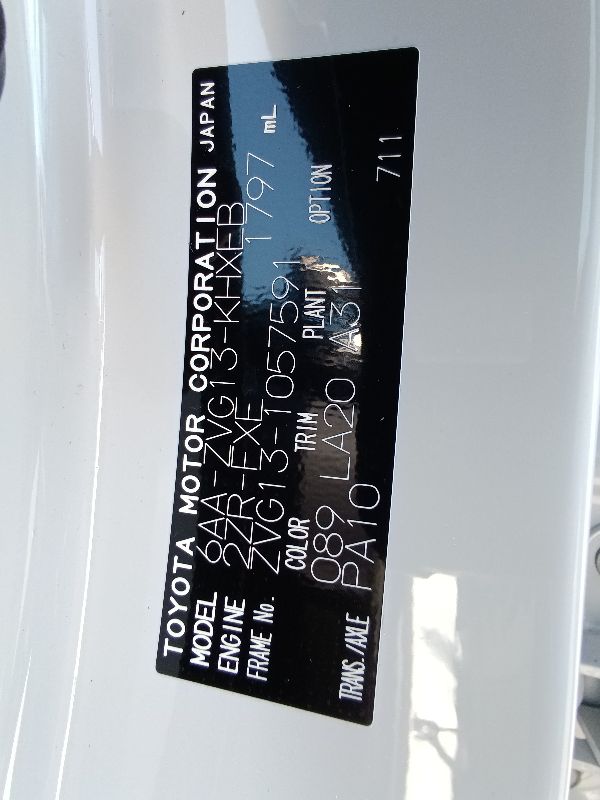 TOYOTA MOTOR CORPORATION JAPAN
MODEL 6AA-ZVG13-KHXEB
ENGINE 2ZR-FXE 1797 mL
FRAME No. ZVG13-1057591
COLOR TRIM PLANT OPTION
089 LA20 A31
TRANS./AXLE PA10 711